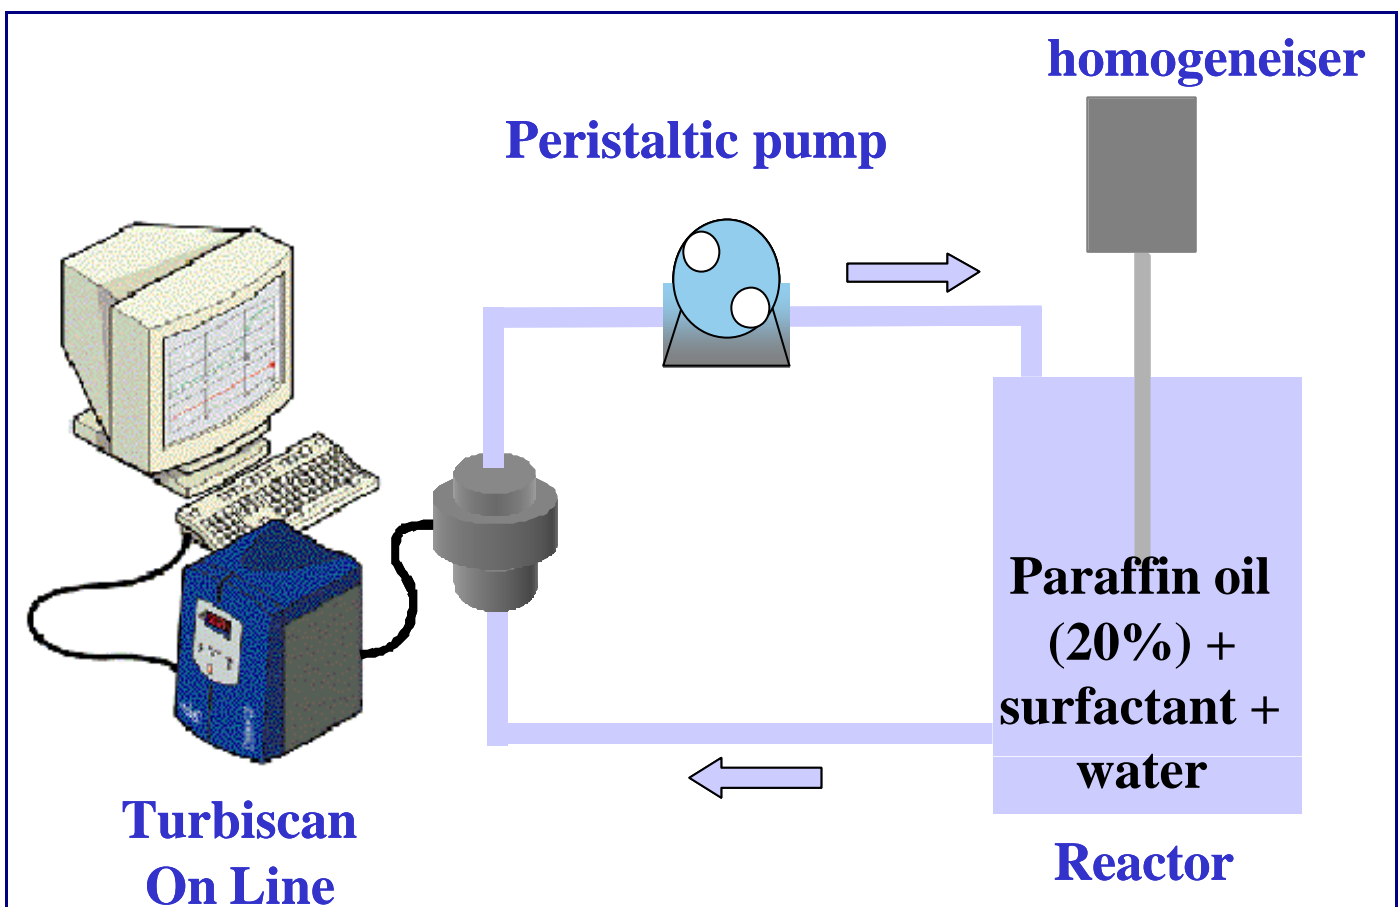 homogeneiser
Peristaltic pump
Paraffin oil
(20%) +
surfactant +
water
Turbiscan
On Line
Reactor